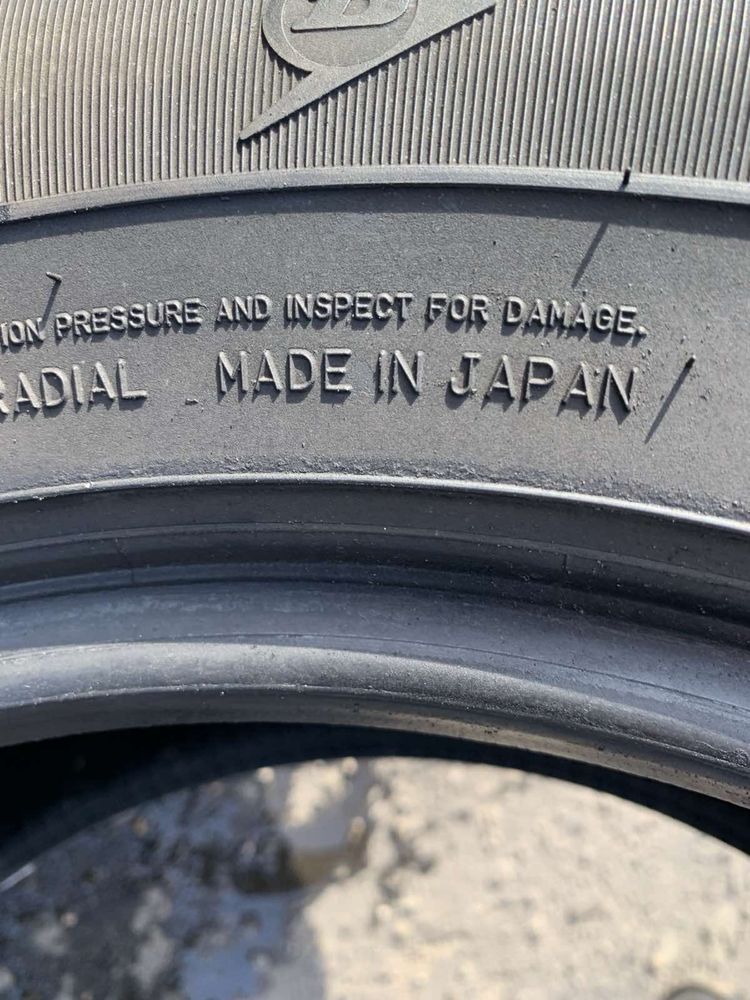 PRESSURE AND INSPECT FOR DAMAGE.
RADIAL MADE IN JAPAN